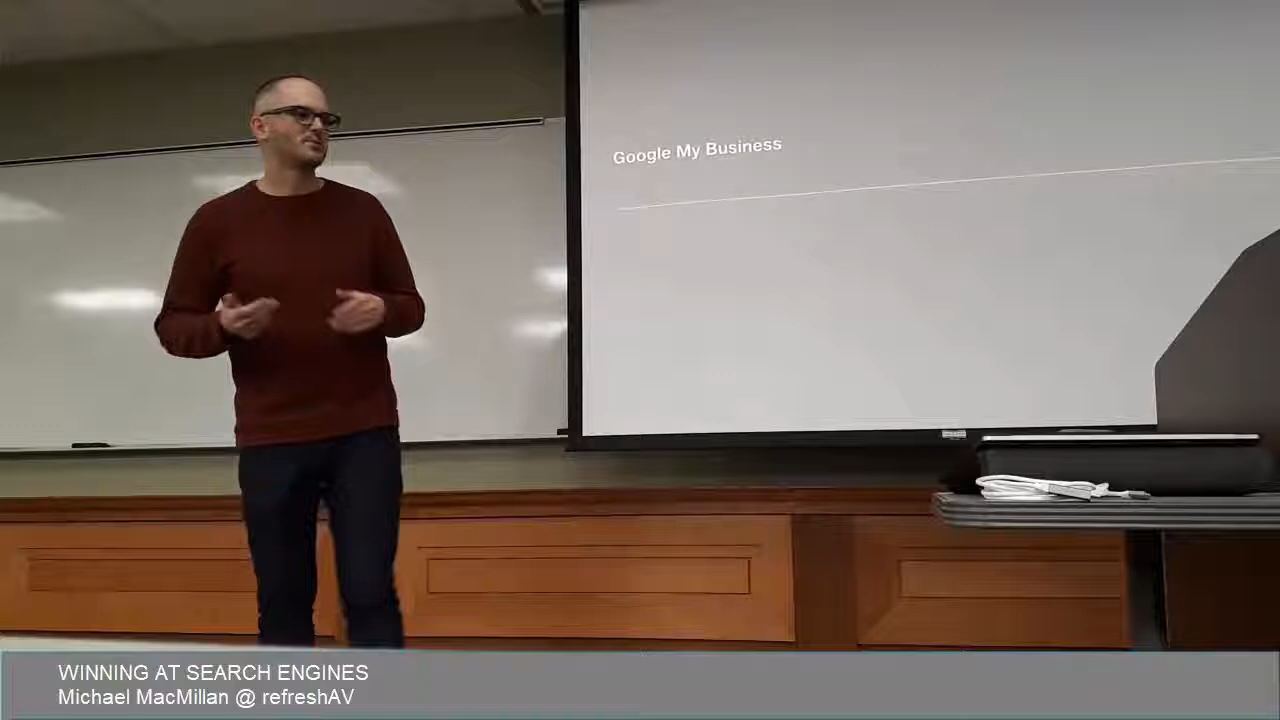 Google My Business
WINNING AT SEARCH ENGINES
Michael MacMillan @ refreshAV